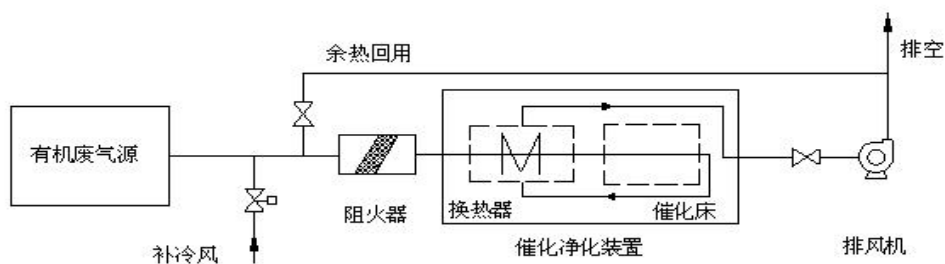 余热回用
排空
有机废气源
阻火器
换热器
催化床
补冷风
催化净化装置
排风机